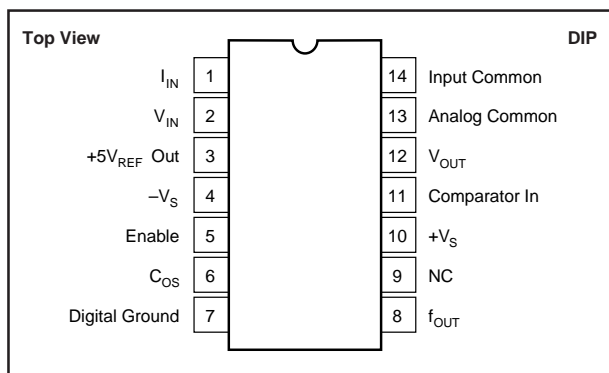 Top View DIP
I_IN 1 14 Input Common
V_IN 2 13 Analog Common
+5V_REF Out 3 12 V_OUT
–V_S 4 11 Comparator In
Enable 5 10 +V_S
C_OS 6 9 NC
Digital Ground 7 8 f_OUT